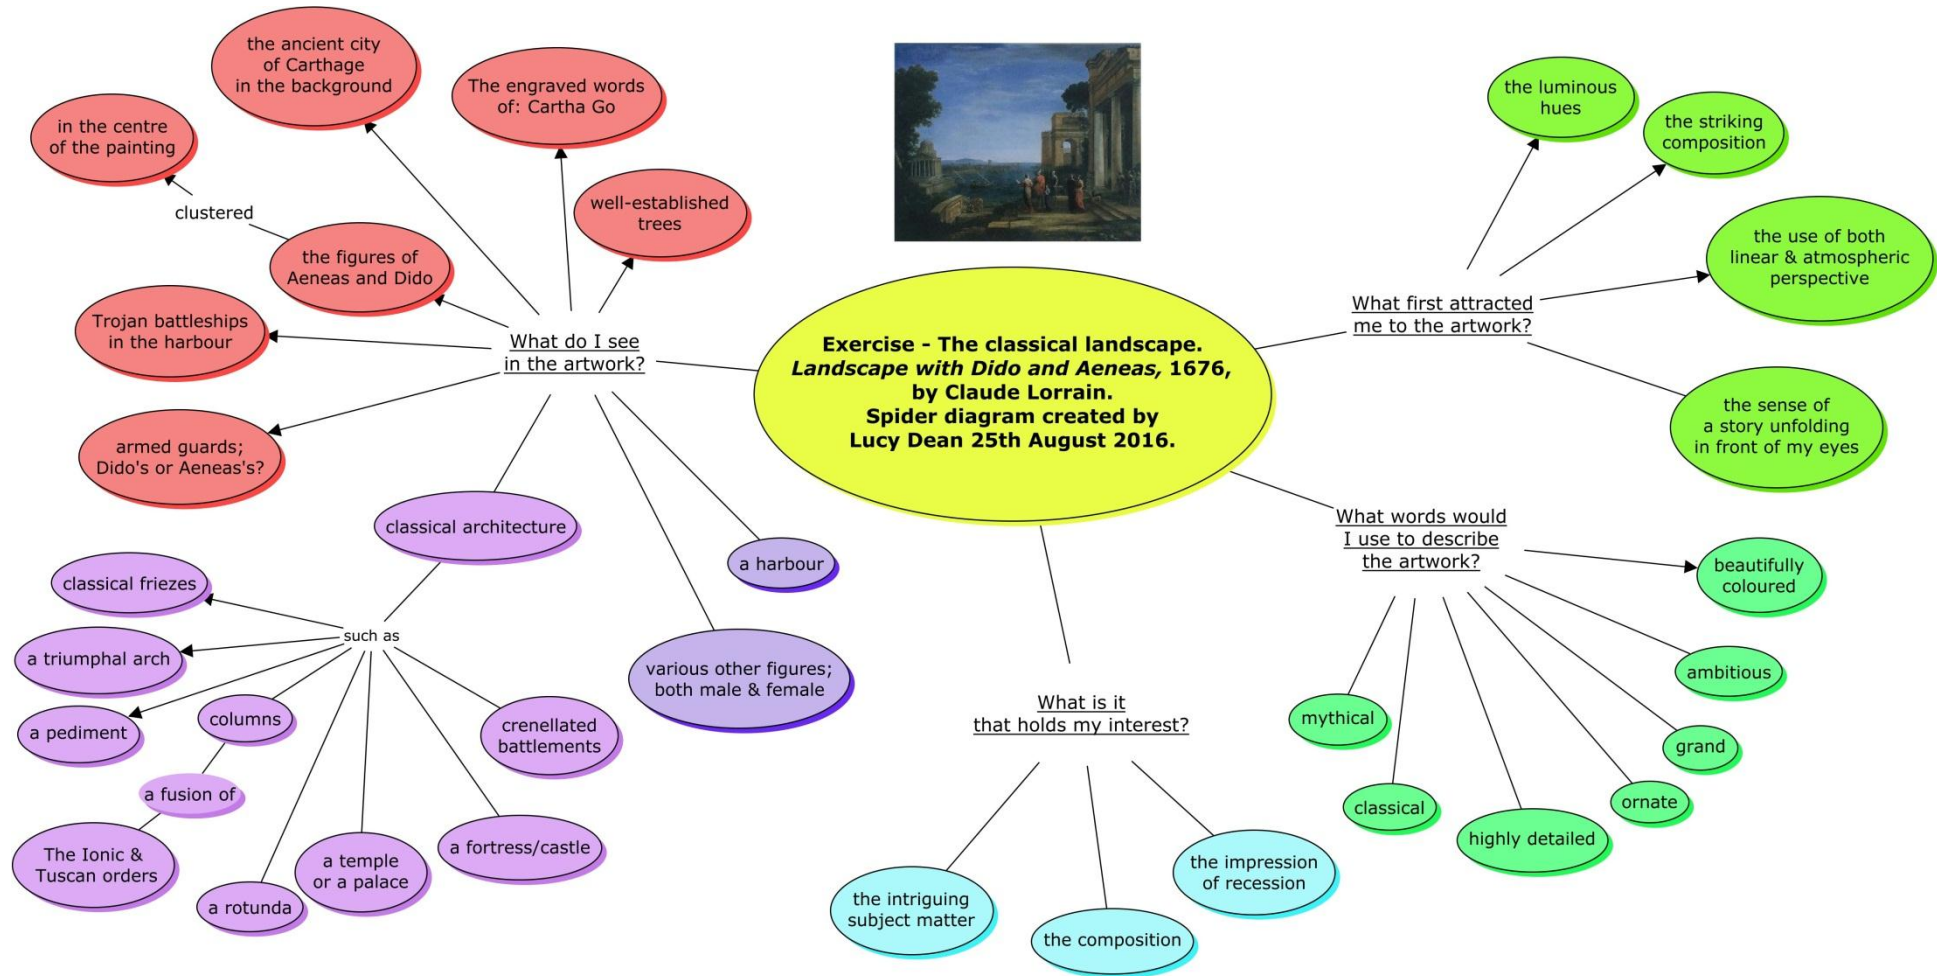 the ancient city
of Carthage
in the background
The engraved words
of: Cartha Go
in the centre
of the painting
clustered
well-established
trees
the figures of
Aeneas and Dido
Trojan battleships
in the harbour
armed guards;
Dido's or Aeneas's?
What do I see
in the artwork?
Exercise - The classical landscape.
Landscape with Dido and Aeneas, 1676,
by Claude Lorrain.
Spider diagram created by
Lucy Dean 25th August 2016.
What first attracted
me to the artwork?
the luminous
hues
the striking
composition
the use of both
linear & atmospheric
perspective
the sense of
a story unfolding
in front of my eyes
classical architecture
such as
classical friezes
a triumphal arch
a pediment
columns
a fusion of
The Ionic &
Tuscan orders
a rotunda
a temple
or a palace
a fortress/castle
crenellated
battlements
a harbour
various other figures;
both male & female
What is it
that holds my interest?
the intriguing
subject matter
the composition
the impression
of recession
What words would
I use to describe
the artwork?
beautifully
coloured
ambitious
grand
ornate
highly detailed
classical
mythical